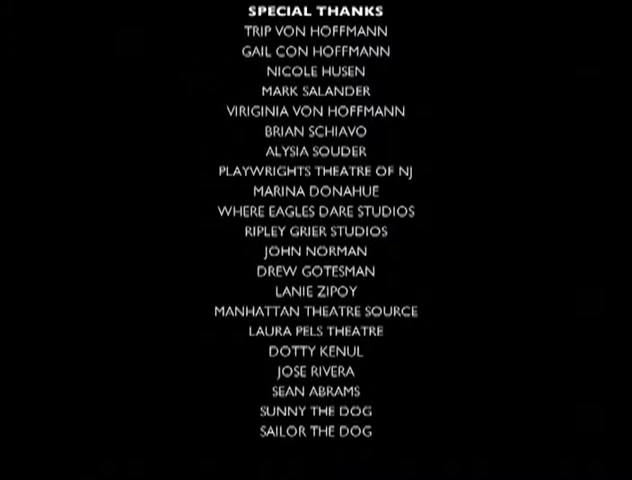 SPECIAL THANKS
TRIP VON HOFFMANN
GAIL CON HOFFMANN
NICOLE HUSEN
MARK SALANDER
VIRIGINIA VON HOFFMANN
BRIAN SCHIAVO
ALYSIA SOUDER
PLAYWRIGHTS THEATRE OF NJ
MARINA DONAHUE
WHERE EAGLES DARE STUDIOS
RIPLEY GRIER STUDIOS
JOHN NORMAN
DREW GOTESMAN
LANIE ZIPOY
MANHATTAN THEATRE SOURCE
LAURA PELS THEATRE
DOTTY KENUL
JOSE RIVERA
SEAN ABRAMS
SUNNY THE DOG
SAILOR THE DOG